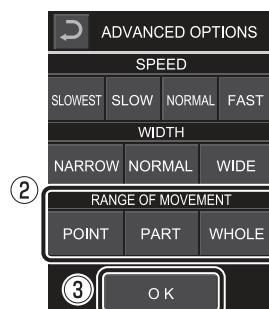 ADVANCED OPTIONS
SPEED
SLOWEST SLOW NORMAL FAST
WIDTH
NARROW NORMAL WIDE
②
RANGE OF MOVEMENT
POINT PART WHOLE
③ OK